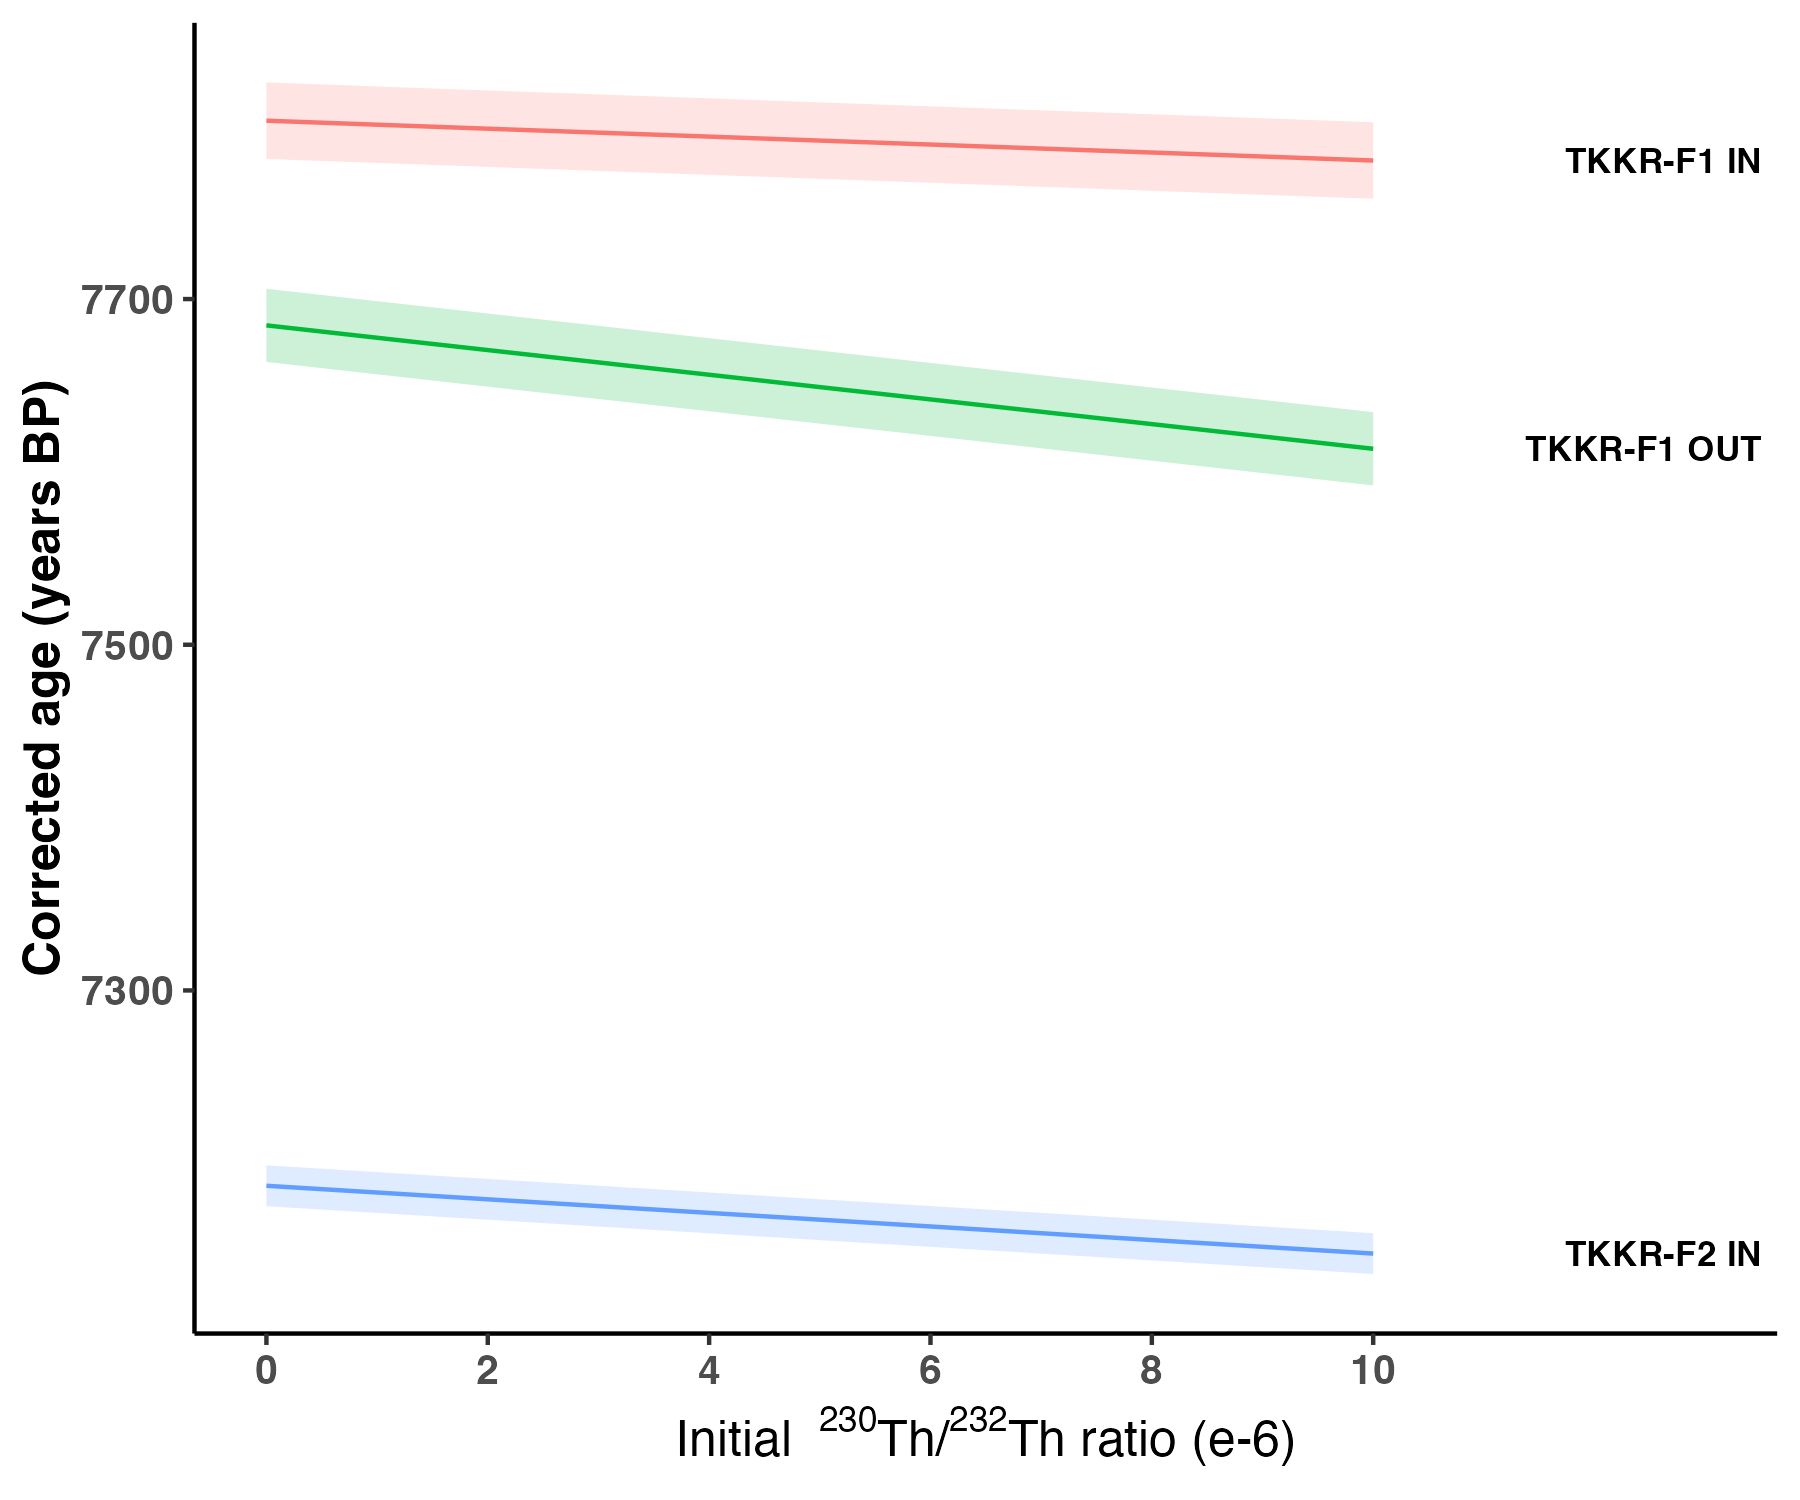 TKKR-F1 IN
7700
TKKR-F1 OUT
Corrected age (years BP)
7500
7300
TKKR-F2 IN
0 2 4 6 8 10
Initial ²³⁰Th/²³²Th ratio (e-6)